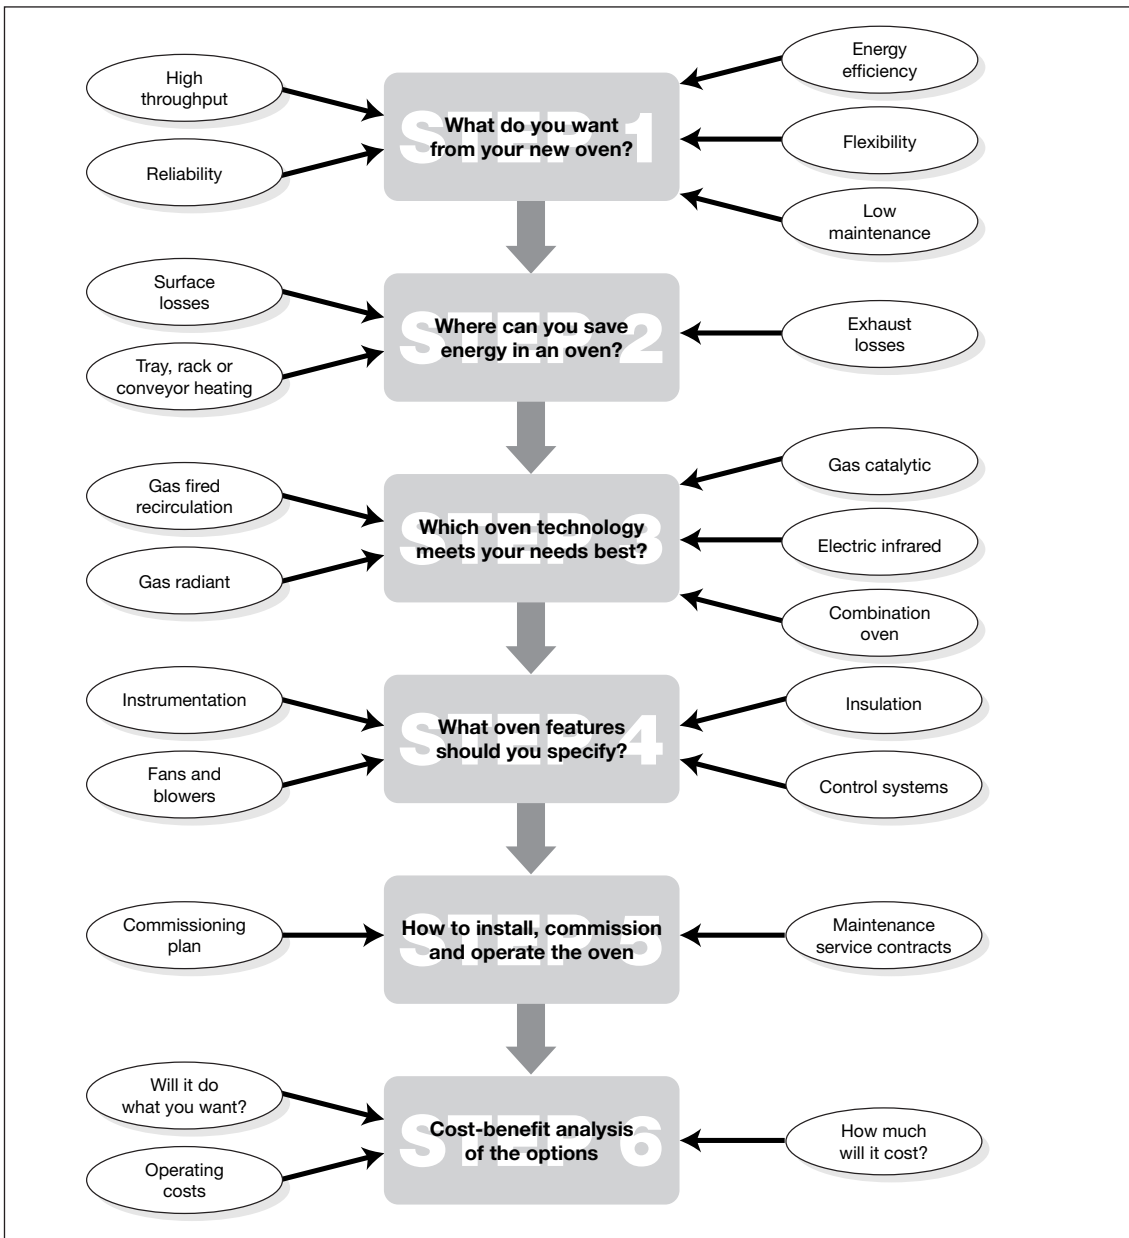 High
throughput
Reliability
STEP 1
What do you want
from your new oven?
Energy
efficiency
Flexibility
Low
maintenance
Surface
losses
Tray, rack or
conveyor heating
STEP 2
Where can you save
energy in an oven?
Exhaust
losses
Gas fired
recirculation
Gas radiant
STEP 3
Which oven technology
meets your needs best?
Gas catalytic
Electric infrared
Combination
oven
Instrumentation
Fans and
blowers
STEP 4
What oven features
should you specify?
Insulation
Control systems
Commissioning
plan
STEP 5
How to install, commission
and operate the oven
Maintenance
service contracts
Will it do
what you want?
Operating
costs
STEP 6
Cost-benefit analysis
of the options
How much
will it cost?